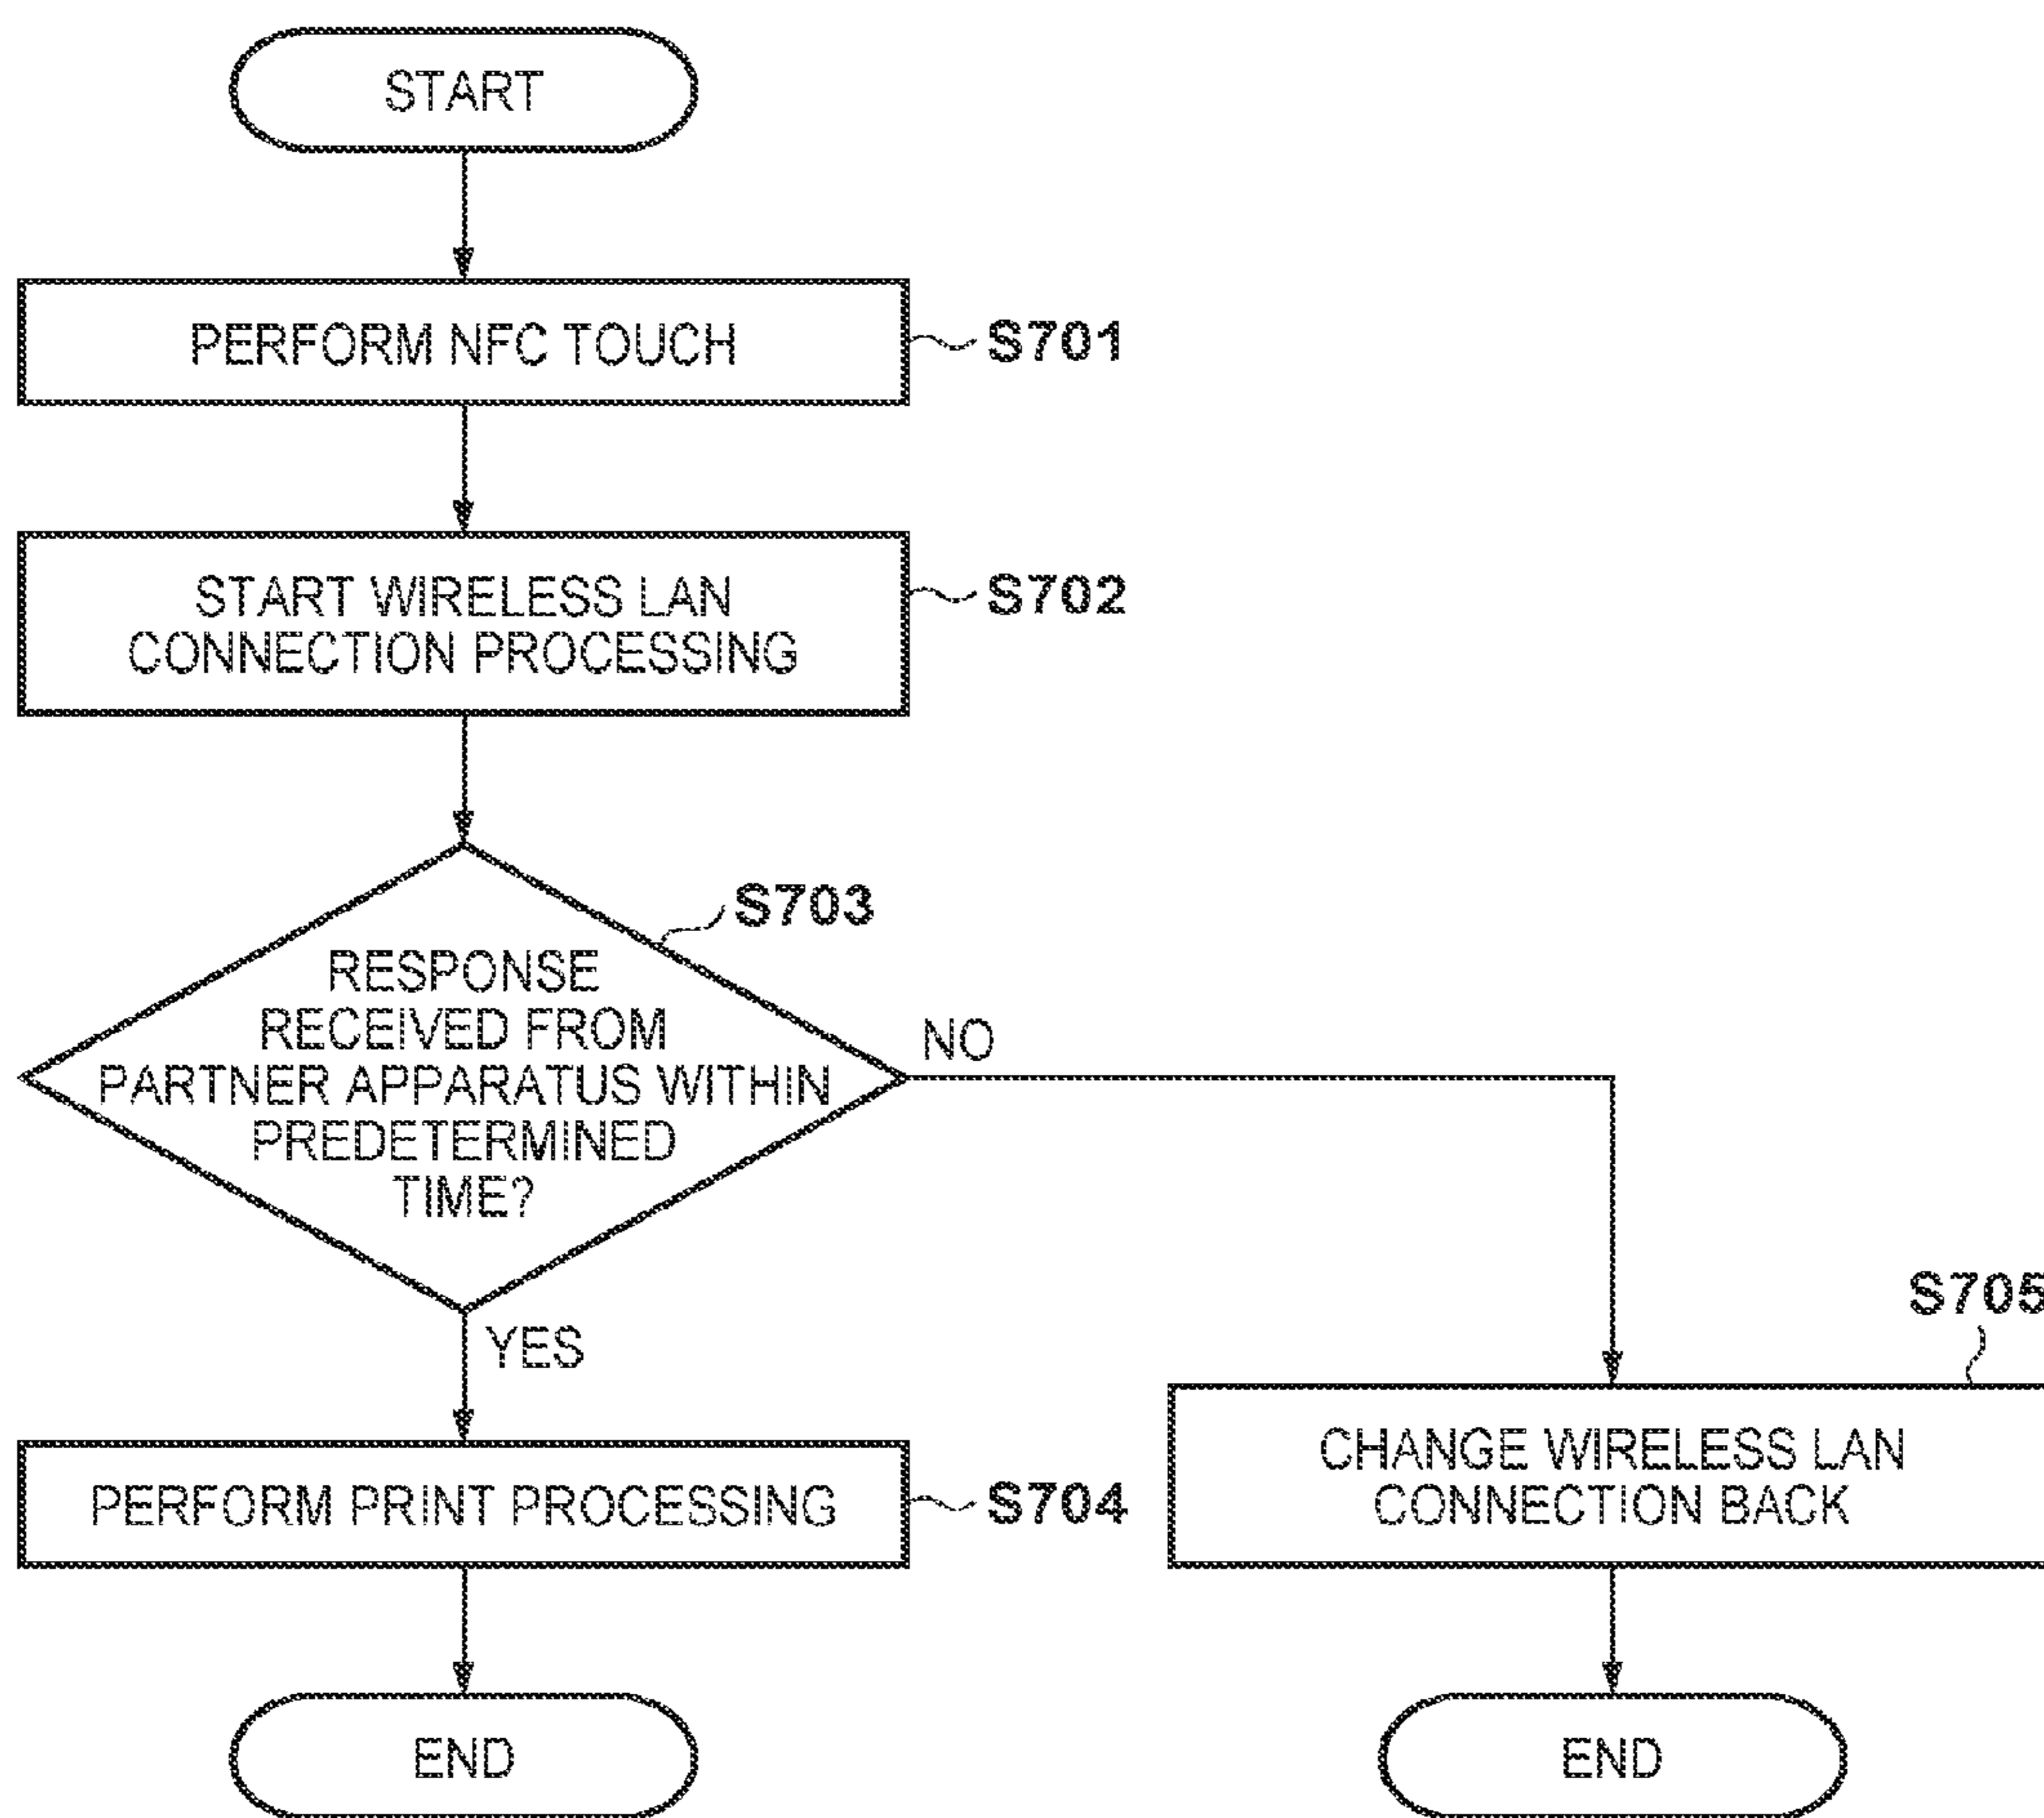 START
PERFORM NFC TOUCH
S701
START WIRELESS LAN
CONNECTION PROCESSING
S702
S703
RESPONSE
RECEIVED FROM
PARTNER APPARATUS WITHIN
PREDETERMINED
TIME?
NO
YES
S705
PERFORM PRINT PROCESSING
S704
CHANGE WIRELESS LAN
CONNECTION BACK
END
END